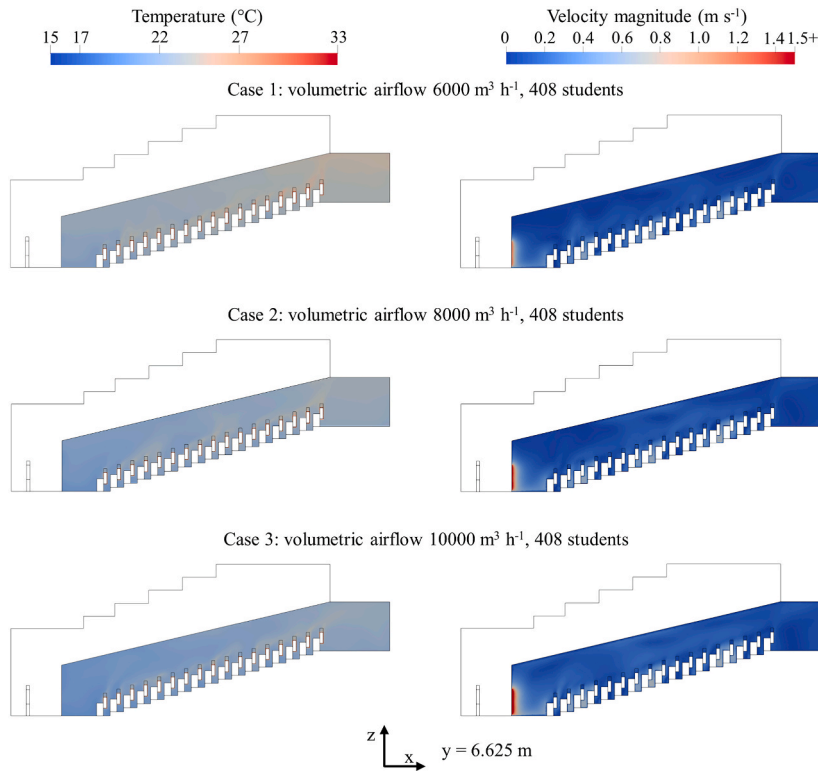 Temperature (°C)
15 17 22 27 33
Velocity magnitude (m s⁻¹)
0 0.2 0.4 0.6 0.8 1.0 1.2 1.41.5+
Case 1: volumetric airflow 6000 m³ h⁻¹, 408 students
Case 2: volumetric airflow 8000 m³ h⁻¹, 408 students
Case 3: volumetric airflow 10000 m³ h⁻¹, 408 students
z
x
y = 6.625 m